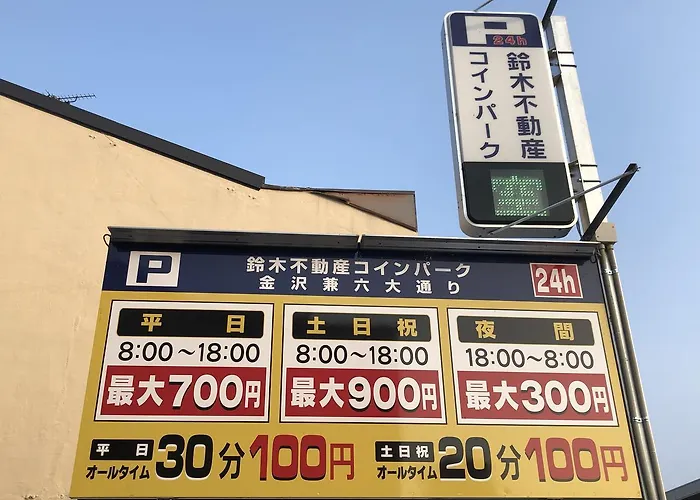 P
24h
鈴木不動産
コインパーク
空
P
鈴木不動産コインパーク
金沢兼六大通り
24h
平日
8:00～18:00
最大700円
土日祝
8:00～18:00
最大900円
夜間
18:00～8:00
最大300円
平日
オールタイム
30分100円
土日祝
オールタイム
20分100円